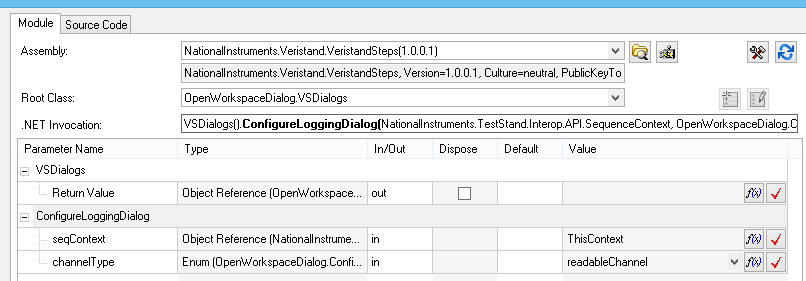 Module Source Code
Assembly: NationalInstruments.Veristand.VeristandSteps(1.0.0.1)
NationalInstruments.Veristand.VeristandSteps, Version=1.0.0.1, Culture=neutral, PublicKeyTo
Root Class: OpenWorkspaceDialog.VSDialogs
.NET Invocation: VSDialogs().ConfigureLoggingDialog(NationalInstruments.TestStand.Interop.API.SequenceContext, OpenWorkspaceDialog.C
Parameter Name Type In/Out Dispose Default Value
VSDialogs
Return Value Object Reference (OpenWorkspace... out f(x)
ConfigureLoggingDialog
seqContext Object Reference (NationalInstrume... in ThisContext f(x)
channelType Enum (OpenWorkspaceDialog.Confi... in readableChannel f(x)